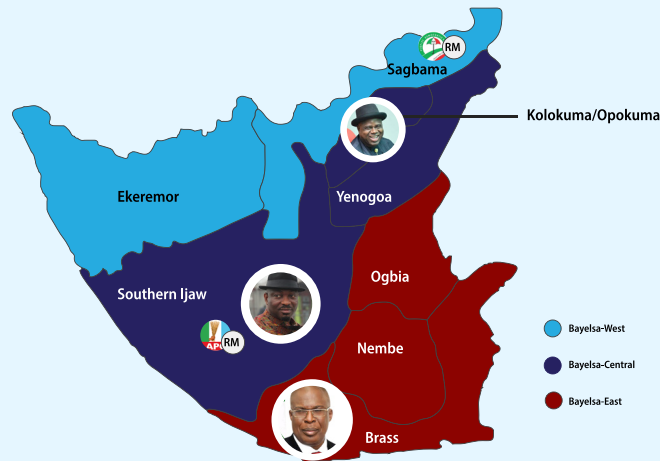 RM
Sagbama
Kolokuma/Opokuma
Ekeremor
Yenogoa
Ogbia
Southern Ijaw
APC
RM
Nembe
Brass
Bayelsa-West
Bayelsa-Central
Bayelsa-East